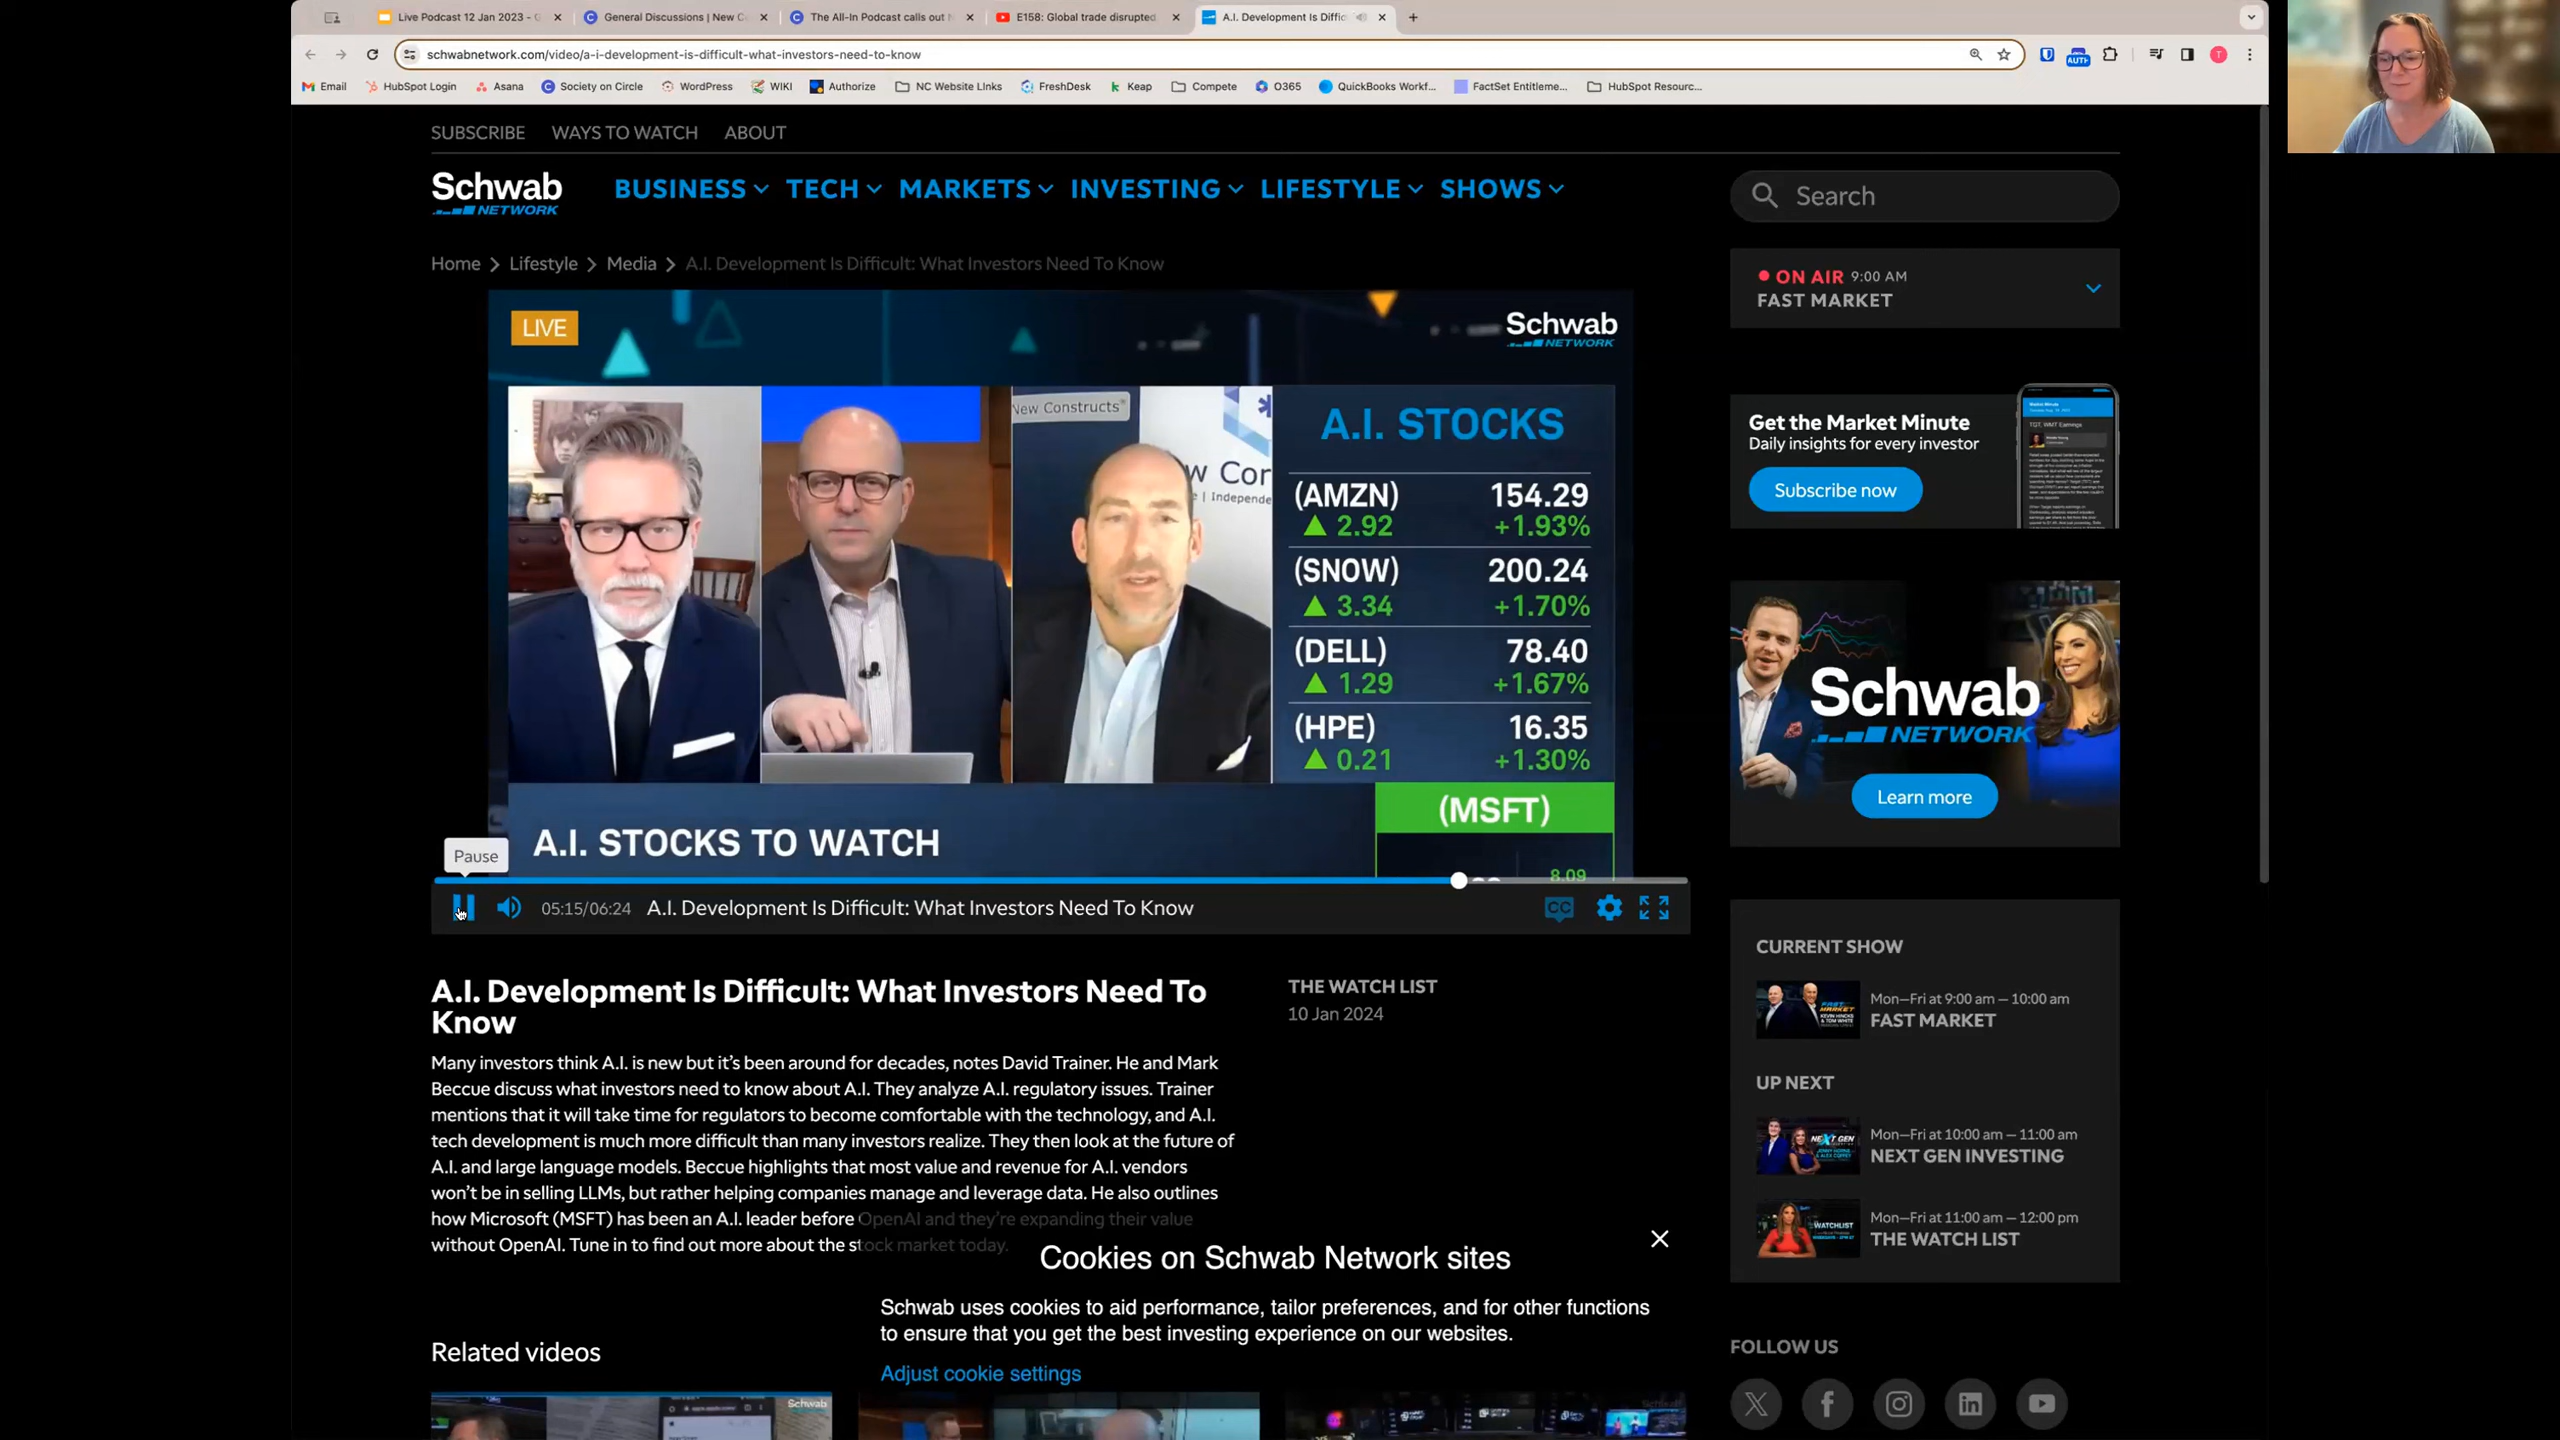 Live Podcast 12 Jan 2023 - G
General Discussions | New C
The All-In Podcast calls out
E158: Global trade disrupted,
A.I. Development Is Diffic
schwabnetwork.com/video/a-i-development-is-difficult-what-investors-need-to-know
Email
HubSpot Login
Asana
Society on Circle
WordPress
WIKI
Authorize
NC Website LInks
FreshDesk
Keap
Compete
O365
QuickBooks Workf...
FactSet Entitleme...
HubSpot Resourc...
SUBSCRIBE WAYS TO WATCH ABOUT
Schwab
NETWORK
BUSINESS TECH MARKETS INVESTING LIFESTYLE SHOWS
Search
Home > Lifestyle > Media > A.I. Development Is Difficult: What Investors Need To Know
ON AIR 9:00 AM
FAST MARKET
LIVE
Schwab
NETWORK
New Constructs
w Con
| Independe
A.I. STOCKS
(AMZN) 154.29
▲ 2.92 +1.93%
(SNOW) 200.24
▲ 3.34 +1.70%
(DELL) 78.40
▲ 1.29 +1.67%
(HPE) 16.35
▲ 0.21 +1.30%
(MSFT)
8.09
A.I. STOCKS TO WATCH
Pause
05:15/06:24
A.I. Development Is Difficult: What Investors Need To Know
CC
Get the Market Minute
Daily insights for every investor
Subscribe now
Schwab
NETWORK
Learn more
A.I. Development Is Difficult: What Investors Need To
Know
THE WATCH LIST
10 Jan 2024
Many investors think A.I. is new but it's been around for decades, notes David Trainer. He and Mark
Beccue discuss what investors need to know about A.I. They analyze A.I. regulatory issues. Trainer
mentions that it will take time for regulators to become comfortable with the technology, and A.I.
tech development is much more difficult than many investors realize. They then look at the future of
A.I. and large language models. Beccue highlights that most value and revenue for A.I. vendors
won't be in selling LLMs, but rather helping companies manage and leverage data. He also outlines
how Microsoft (MSFT) has been an A.I. leader before OpenAI and they're expanding their value
without OpenAI. Tune in to find out more about the stock market today.
CURRENT SHOW
Mon—Fri at 9:00 am — 10:00 am
FAST MARKET
UP NEXT
Mon—Fri at 10:00 am — 11:00 am
NEXT GEN INVESTING
Mon—Fri at 11:00 am — 12:00 pm
THE WATCH LIST
Cookies on Schwab Network sites
Schwab uses cookies to aid performance, tailor preferences, and for other functions
to ensure that you get the best investing experience on our websites.
Adjust cookie settings
Related videos
Schwab
FOLLOW US